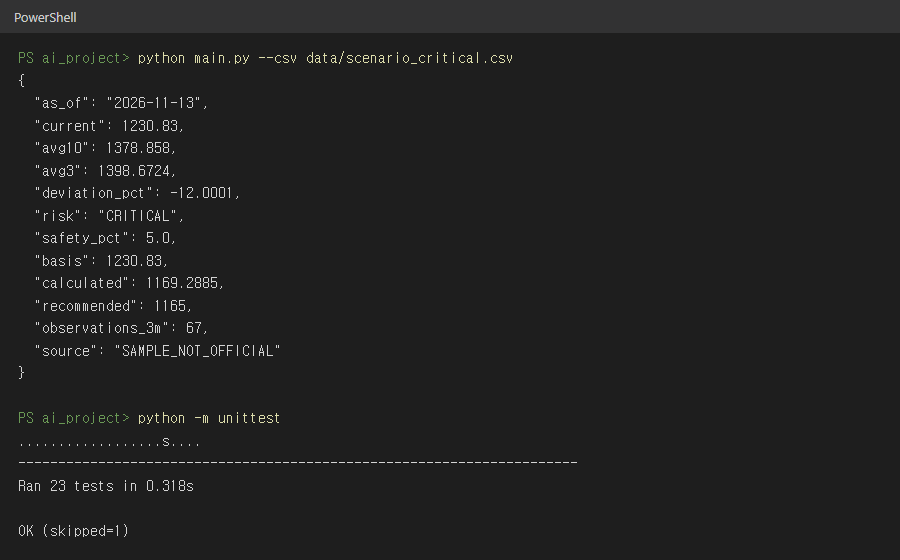 PowerShell
PS ai_project> python main.py --csv data/scenario_critical.csv
{
  "as_of": "2026-11-13",
  "current": 1230.83,
  "avg10": 1378.858,
  "avg3": 1398.6724,
  "deviation_pct": -12.0001,
  "risk": "CRITICAL",
  "safety_pct": 5.0,
  "basis": 1230.83,
  "calculated": 1169.2885,
  "recommended": 1165,
  "observations_3m": 67,
  "source": "SAMPLE_NOT_OFFICIAL"
}
PS ai_project> python -m unittest
..................s....
----------------------------------------------------------------------
Ran 23 tests in 0.318s
OK (skipped=1)